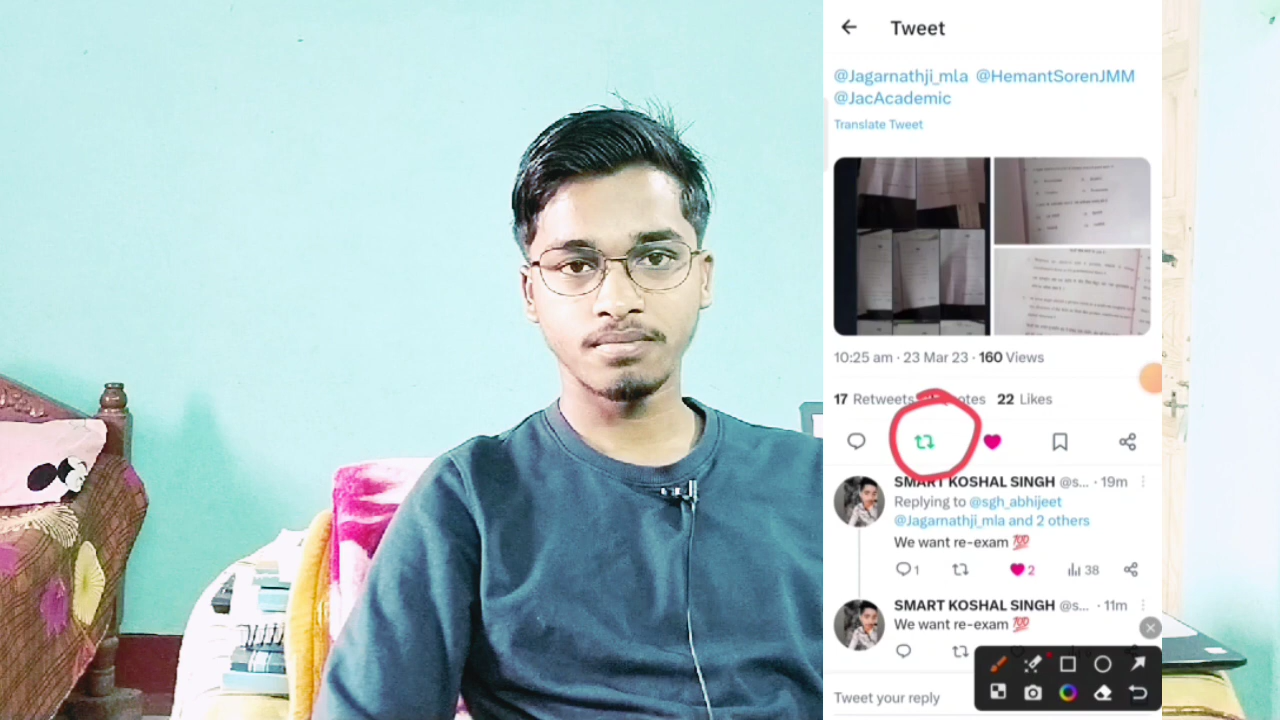 Tweet
@Jagarnathji_mla @HemantSorenJMM
@JacAcademic
Translate Tweet
10:25 am · 23 Mar 23 · 160 Views
17 Retweets Quotes 22 Likes
SMART KOSHAL SINGH @s... · 19m
Replying to @sgh_abhijeet
@Jagarnathji_mla and 2 others
We want re-exam 💯
1
2
38
SMART KOSHAL SINGH @s... · 11m
We want re-exam 💯
Tweet your reply